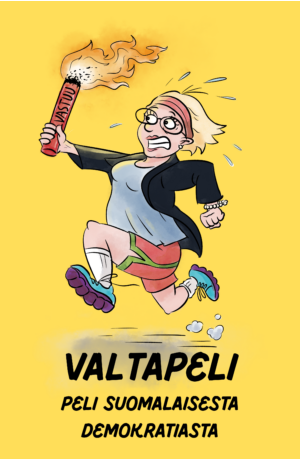 VASTUU
VALTAPELI
PELI SUOMALAISESTA
DEMOKRATIASTA